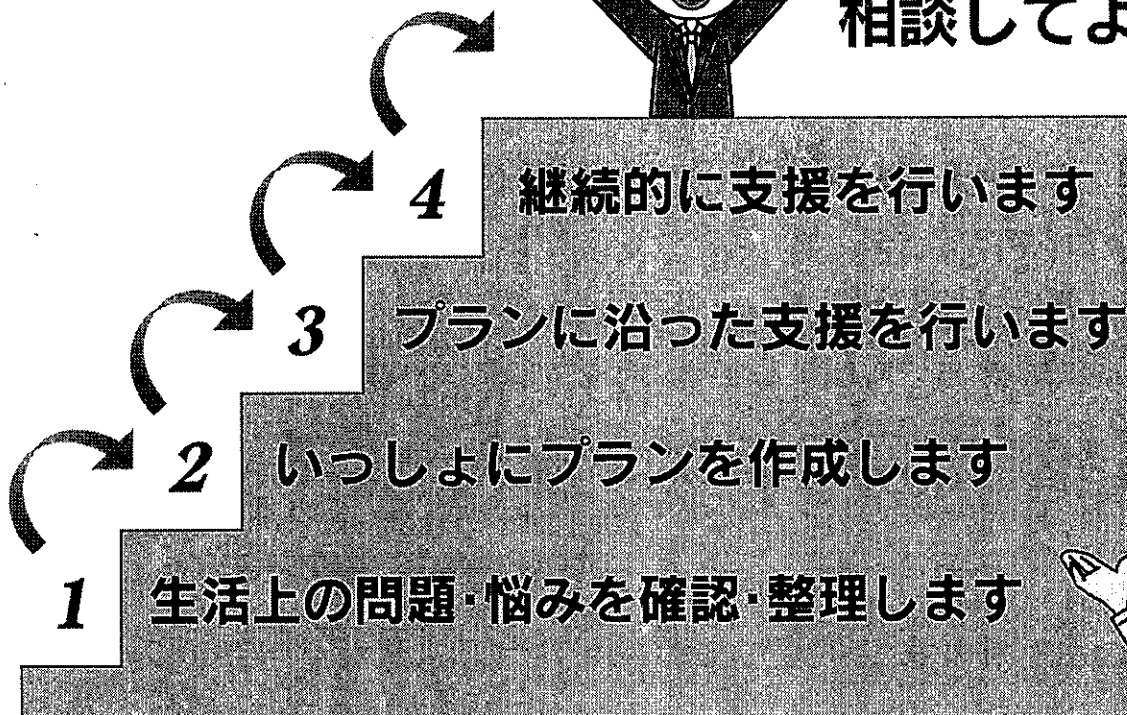 相談してよ
4 継続的に支援を行います
3 プランに沿った支援を行います
2 いっしょにプランを作成します
1 生活上の問題・悩みを確認・整理します